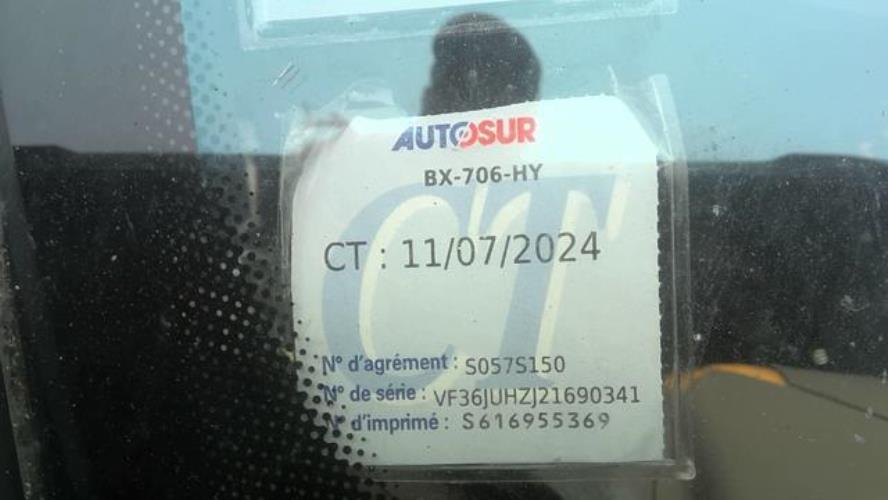 AUTOSUR
BX-706-HY
CT : 11/07/2024
N° d'agrément : S057S150
N° de série : VF36JUHZJ21690341
N° d'imprimé : S616955369